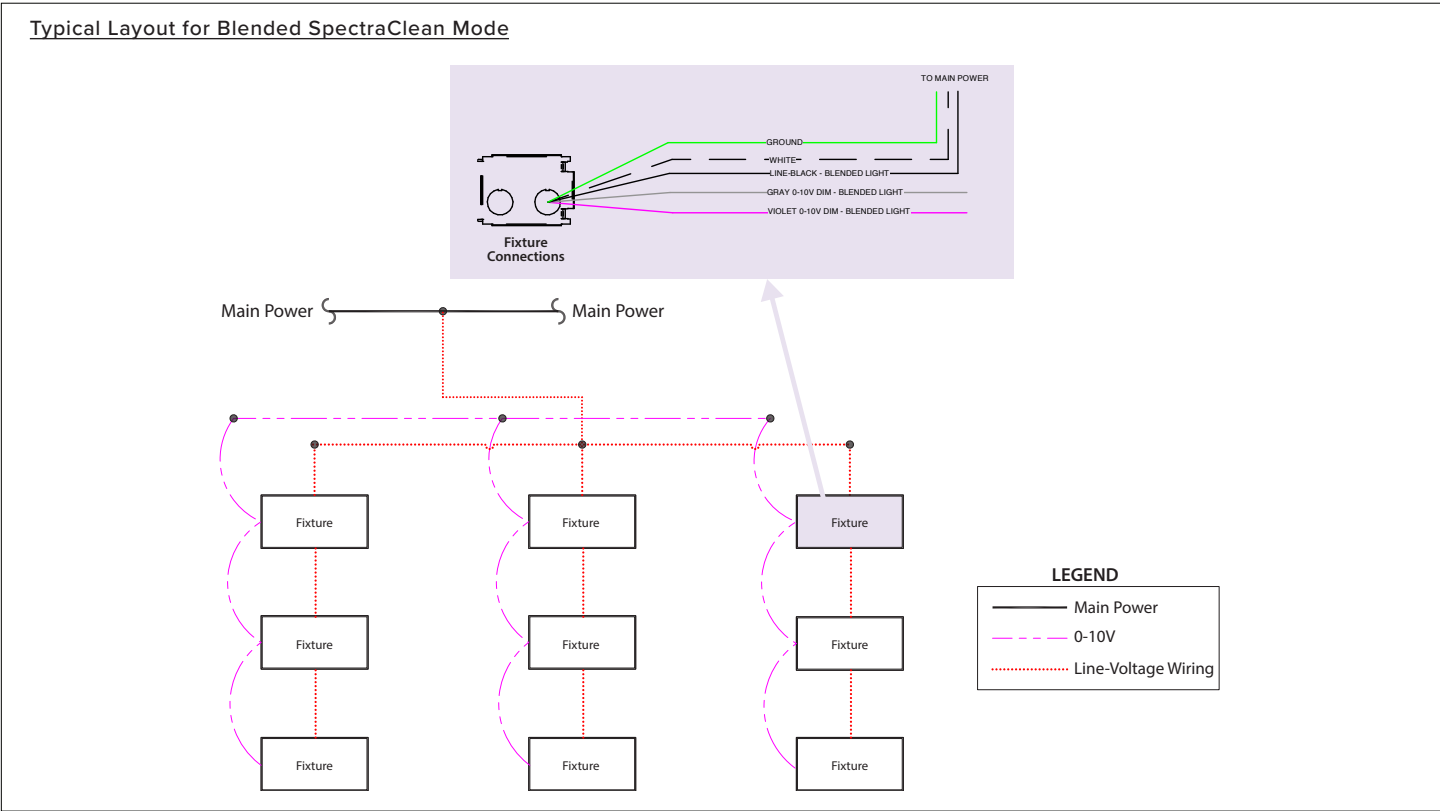 Typical Layout for Blended SpectraClean Mode
TO MAIN POWER
GROUND
WHITE
LINE-BLACK - BLENDED LIGHT
GRAY 0-10V DIM - BLENDED LIGHT
VIOLET 0-10V DIM - BLENDED LIGHT
Fixture
Connections
Main Power
Main Power
Fixture
Fixture
Fixture
Fixture
Fixture
Fixture
Fixture
Fixture
Fixture
LEGEND
Main Power
0-10V
Line-Voltage Wiring